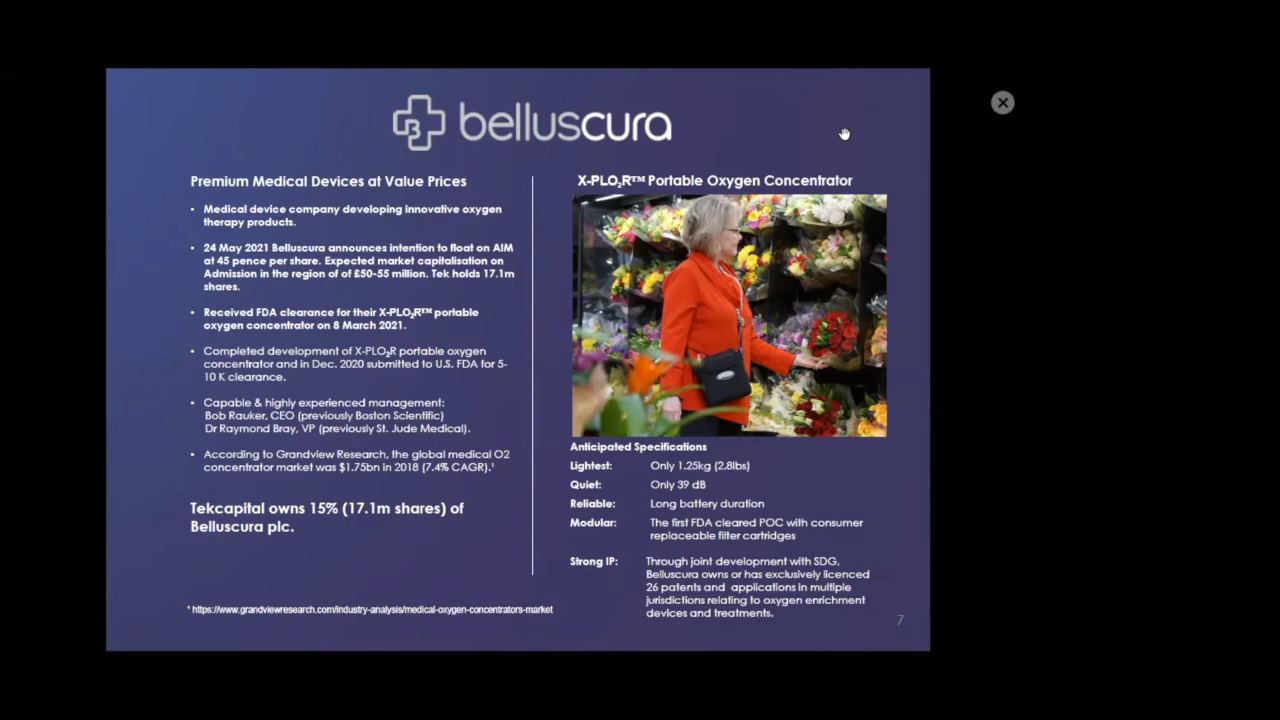 belluscura
Premium Medical Devices at Value Prices
• Medical device company developing innovative oxygen
therapy products.
• 24 May 2021 Belluscura announces intention to float on AIM
at 45 pence per share. Expected market capitalisation on
Admission in the region of of £50-55 million. Tek holds 17.1m
shares.
• Received FDA clearance for their X-PLO₂R™ portable
oxygen concentrator on 8 March 2021.
• Completed development of X-PLO₂R portable oxygen
concentrator and in Dec. 2020 submitted to U.S. FDA for 5-
10 K clearance.
• Capable & highly experienced management:
Bob Rauker, CEO (previously Boston Scientific)
Dr Raymond Bray, VP (previously St. Jude Medical).
• According to Grandview Research, the global medical O2
concentrator market was $1.75bn in 2018 (7.4% CAGR).¹
Tekcapital owns 15% (17.1m shares) of
Belluscura plc.
¹ https://www.grandviewresearch.com/industry-analysis/medical-oxygen-concentrators-market
X-PLO₂R™ Portable Oxygen Concentrator
Anticipated Specifications
Lightest: Only 1.25kg (2.8lbs)
Quiet: Only 39 dB
Reliable: Long battery duration
Modular: The first FDA cleared POC with consumer
replaceable filter cartridges
Strong IP: Through joint development with SDG,
Belluscura owns or has exclusively licenced
26 patents and applications in multiple
jurisdictions relating to oxygen enrichment
devices and treatments.
7